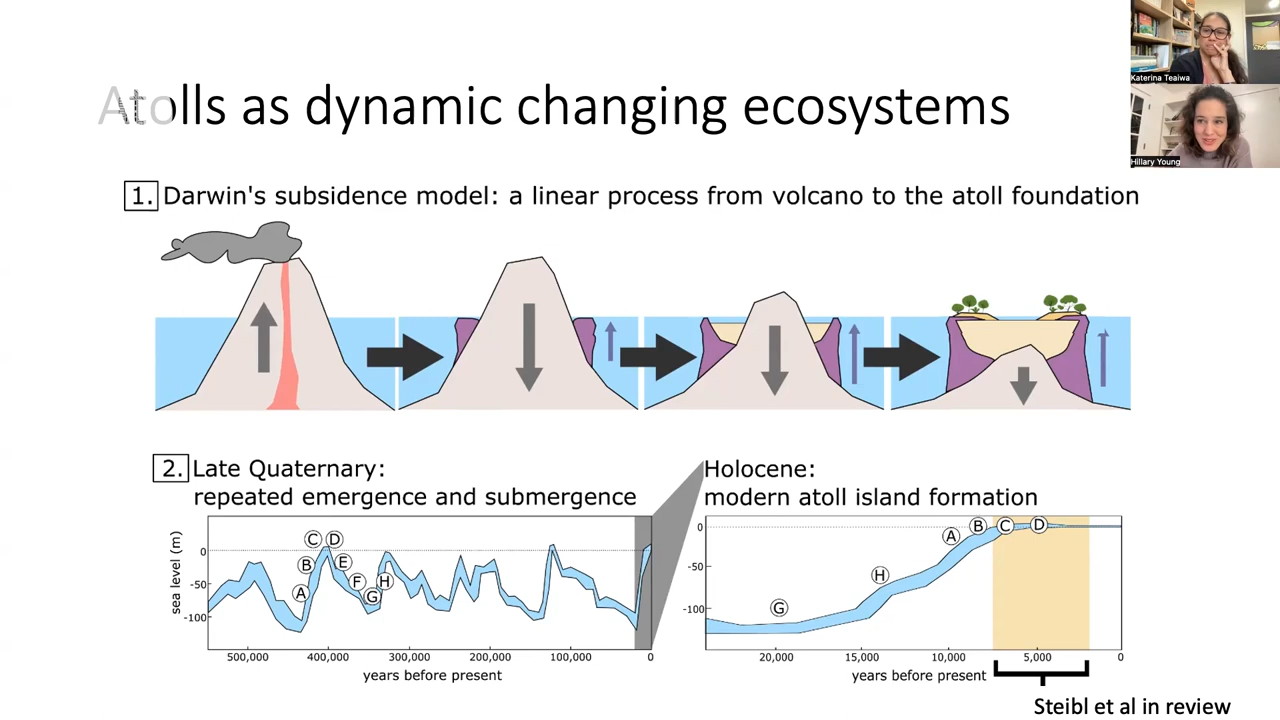 Katerina Teaiwa
Atolls as dynamic changing ecosystems
Hillary Young
1. Darwin's subsidence model: a linear process from volcano to the atoll foundation
2. Late Quaternary:
repeated emergence and submergence
Holocene:
modern atoll island formation
sea level (m)
0
-50
-100
A
B
C
D
E
F
G
H
500,000
400,000
300,000
200,000
100,000
0
years before present
0
-50
-100
G
H
A
B
C
D
20,000
15,000
10,000
5,000
0
years before present
Steibl et al in review